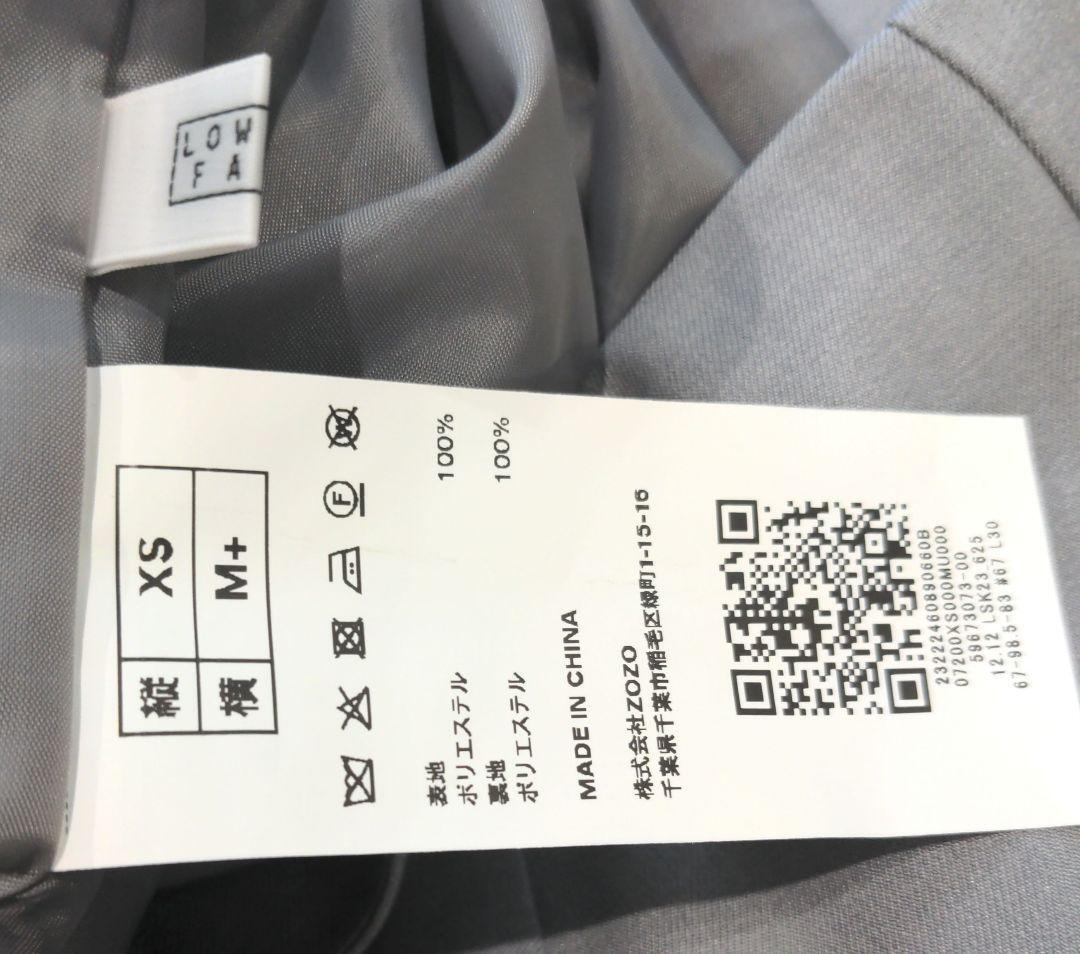 LOW
FA
縦 XS
横 M+
F
W
表地
ポリエステル 100%
裏地
ポリエステル 100%
MADE IN CHINA
株式会社ZOZO
千葉県千葉市稲毛区緑町1-15-16
2322246089​0660B
07200XS000MU000
59673073-00
12.12 LSK23_625
67-98.5-83 #67 L30